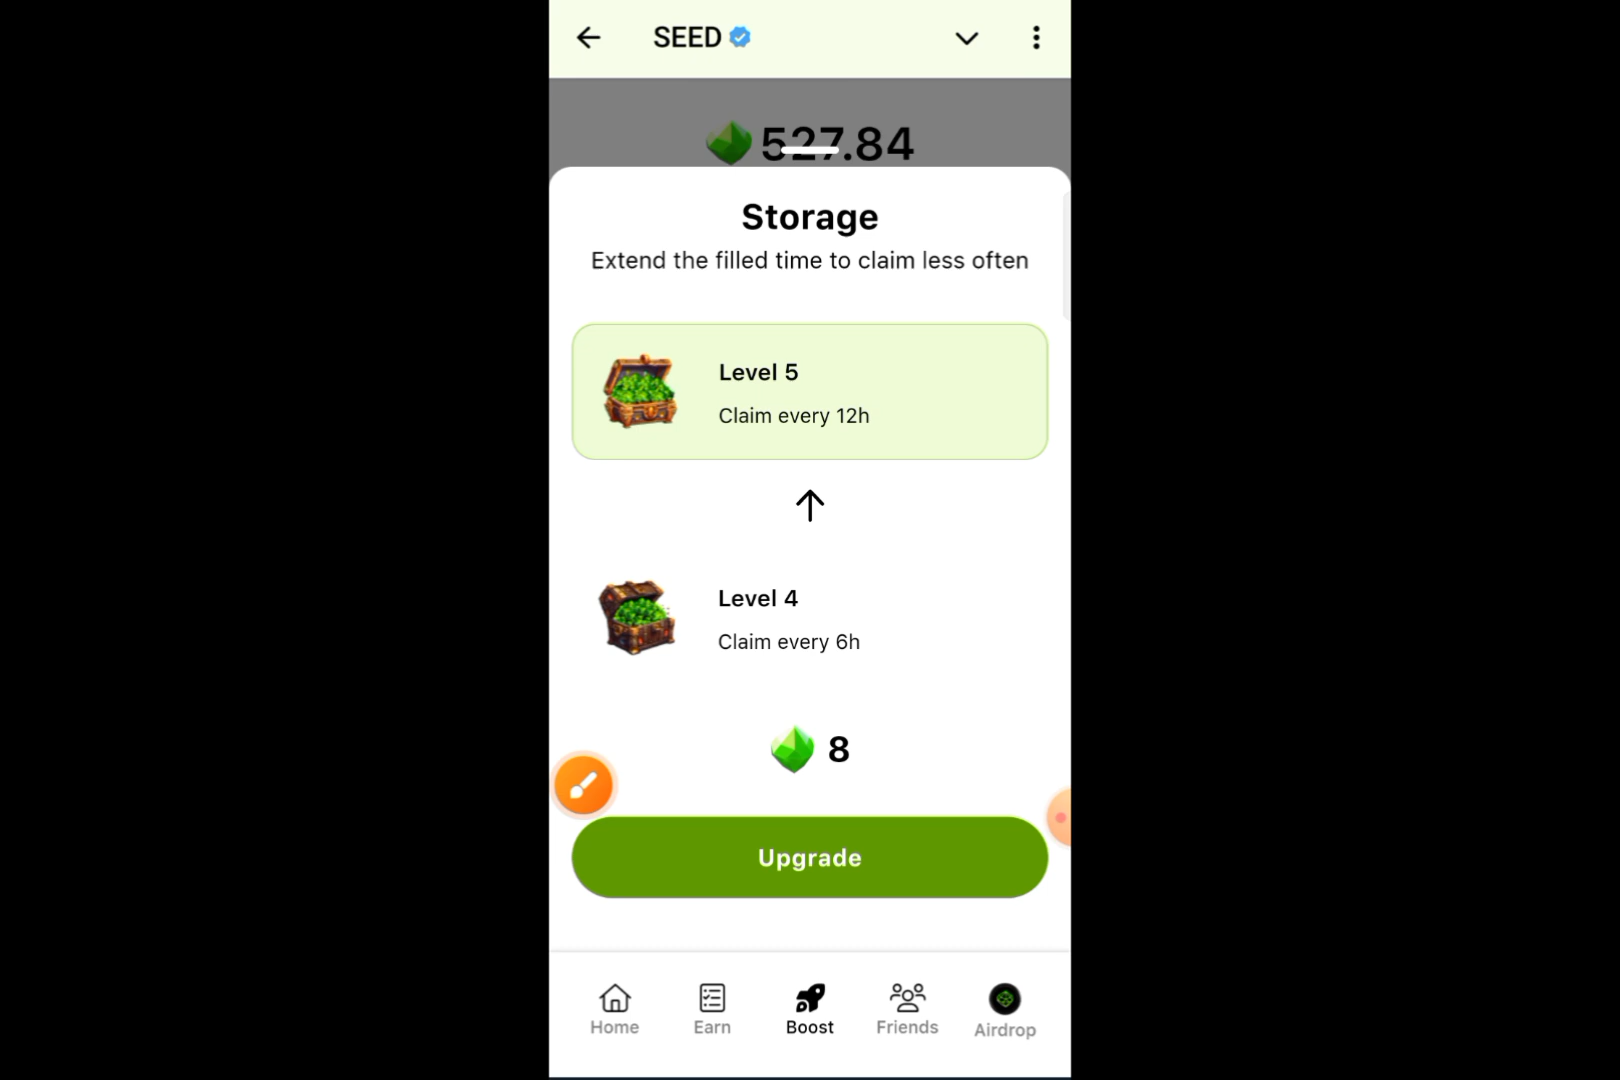 SEED
527.84
Storage
Extend the filled time to claim less often
Level 5
Claim every 12h
Level 4
Claim every 6h
8
Upgrade
Home
Earn
Boost
Friends
Airdrop